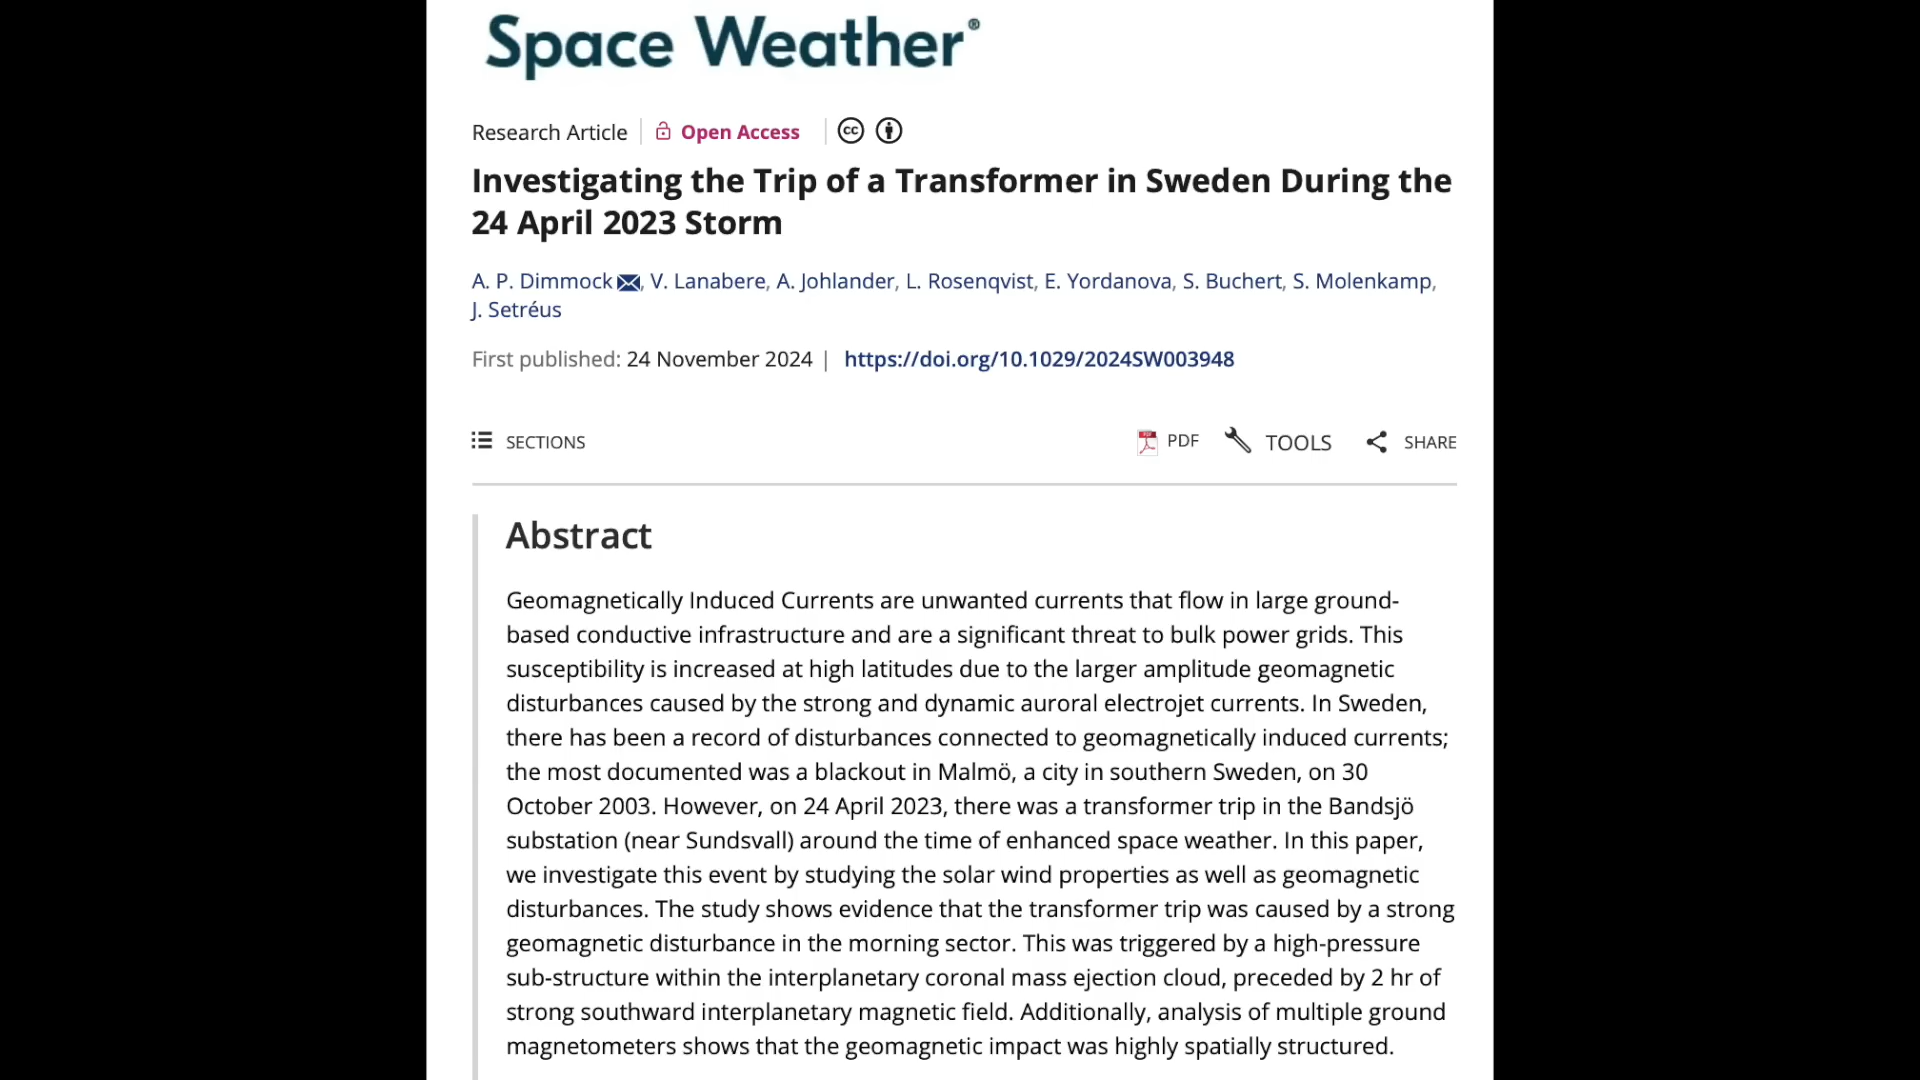 Space Weather®
Research Article Open Access
Investigating the Trip of a Transformer in Sweden During the
24 April 2023 Storm
A. P. Dimmock, V. Lanabere, A. Johlander, L. Rosenqvist, E. Yordanova, S. Buchert, S. Molenkamp,
J. Setréus
First published: 24 November 2024 | https://doi.org/10.1029/2024SW003948
SECTIONS PDF TOOLS SHARE
Abstract
Geomagnetically Induced Currents are unwanted currents that flow in large ground-
based conductive infrastructure and are a significant threat to bulk power grids. This
susceptibility is increased at high latitudes due to the larger amplitude geomagnetic
disturbances caused by the strong and dynamic auroral electrojet currents. In Sweden,
there has been a record of disturbances connected to geomagnetically induced currents;
the most documented was a blackout in Malmö, a city in southern Sweden, on 30
October 2003. However, on 24 April 2023, there was a transformer trip in the Bandsjö
substation (near Sundsvall) around the time of enhanced space weather. In this paper,
we investigate this event by studying the solar wind properties as well as geomagnetic
disturbances. The study shows evidence that the transformer trip was caused by a strong
geomagnetic disturbance in the morning sector. This was triggered by a high-pressure
sub-structure within the interplanetary coronal mass ejection cloud, preceded by 2 hr of
strong southward interplanetary magnetic field. Additionally, analysis of multiple ground
magnetometers shows that the geomagnetic impact was highly spatially structured.